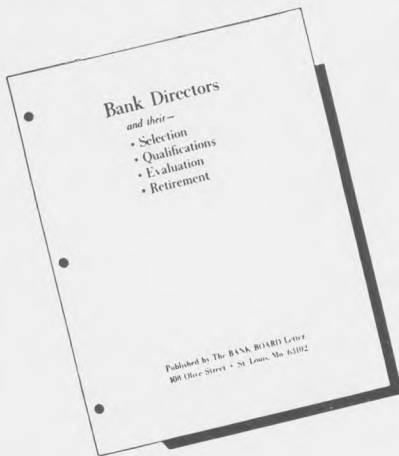 Bank Directors
and their—
• Selection
• Qualifications
• Evaluation
• Retirement
Published by The BANK BOARD Letter
408 Olive Street • St. Louis, Mo 63102